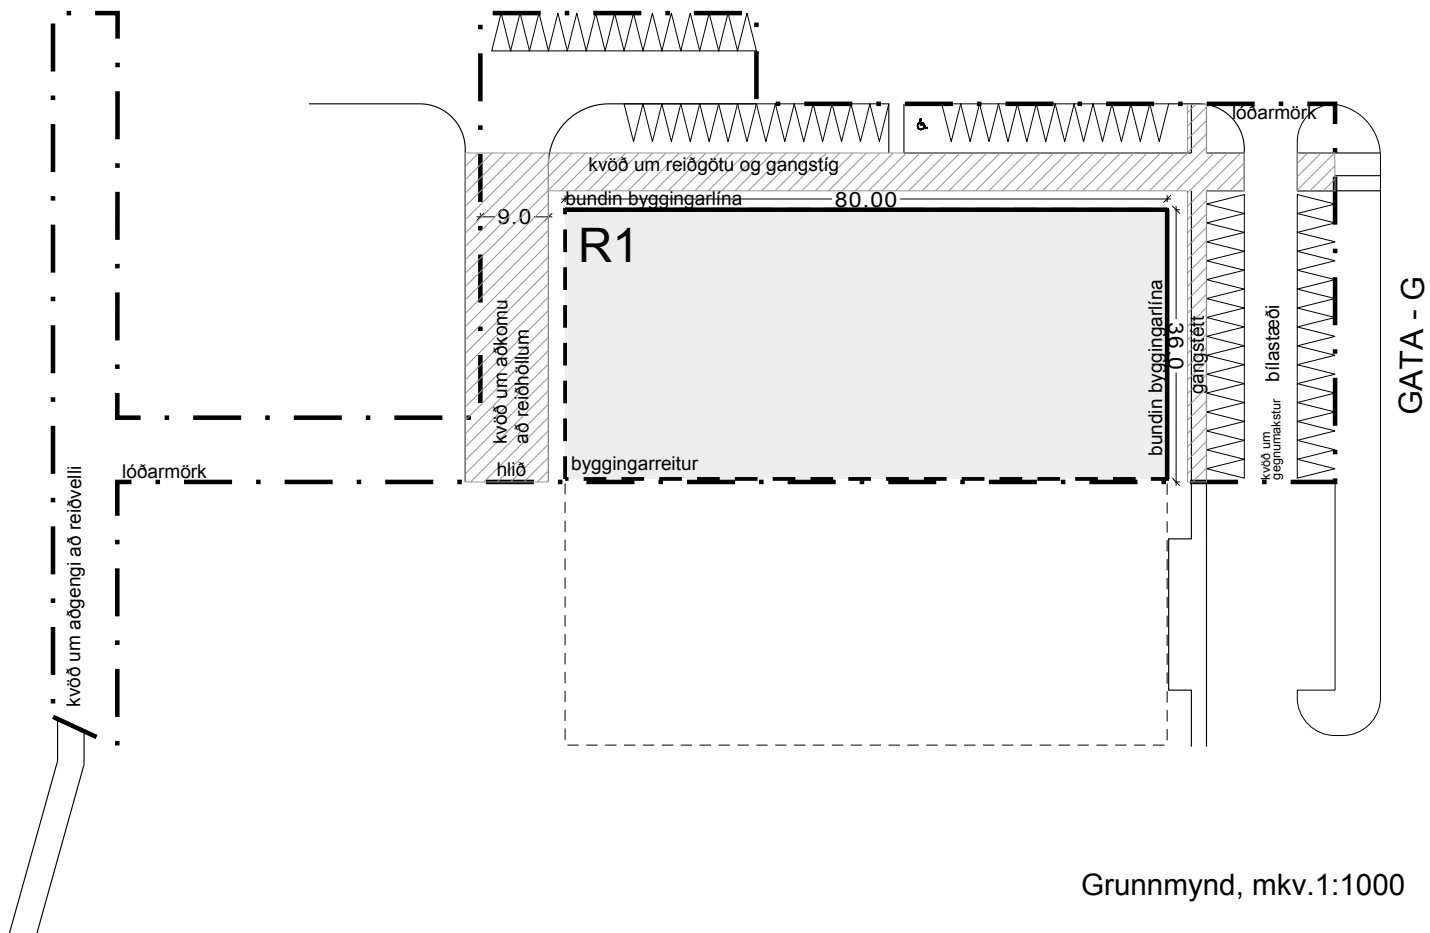 lóðarmörk
kvöð um reiðgötu og gangstíg
bundin byggingarlína
80.00
9.0
R1
kvöð um aðkomu
að reiðhöllum
bundin byggingarlína
36.0
gangstétt
bílastæði
kvöð um
gegnumakstur
GATA - G
lóðarmörk
hlið
byggingarreitur
kvöð um aðgengi að reiðvelli
Grunnmynd, mkv.1:1000